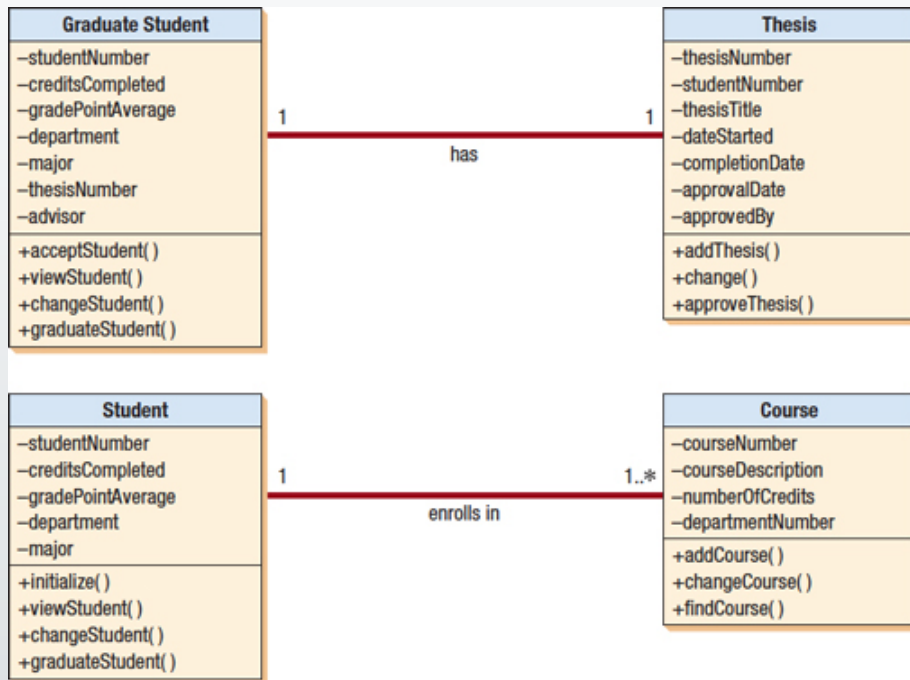 Graduate Student
–studentNumber
–creditsCompleted
–gradePointAverage
–department
–major
–thesisNumber
–advisor
+acceptStudent( )
+viewStudent( )
+changeStudent( )
+graduateStudent( )
1
1
has
Thesis
–thesisNumber
–studentNumber
–thesisTitle
–dateStarted
–completionDate
–approvalDate
–approvedBy
+addThesis( )
+change( )
+approveThesis( )
Student
–studentNumber
–creditsCompleted
–gradePointAverage
–department
–major
+initialize( )
+viewStudent( )
+changeStudent( )
+graduateStudent( )
1
1..*
enrolls in
Course
–courseNumber
–courseDescription
–numberOfCredits
–departmentNumber
+addCourse( )
+changeCourse( )
+findCourse( )